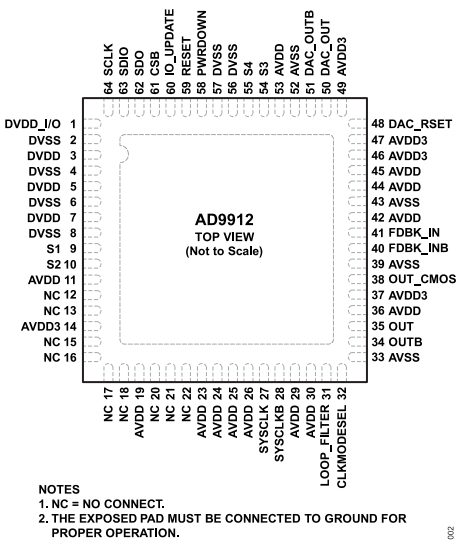 64 SCLK
63 SDIO
62 SDO
61 CSB
60 IO_UPDATE
59 RESET
58 PWRDOWN
57 DVSS
56 DVSS
55 S4
54 S3
53 AVDD
52 AVSS
51 DAC_OUTB
50 DAC_OUT
49 AVDD3
DVDD_I/O 1
DVSS 2
DVDD 3
DVSS 4
DVDD 5
DVSS 6
DVDD 7
DVSS 8
S1 9
S2 10
AVDD 11
NC 12
NC 13
AVDD3 14
NC 15
NC 16
AD9912
TOP VIEW
(Not to Scale)
48 DAC_RSET
47 AVDD3
46 AVDD3
45 AVDD
44 AVDD
43 AVSS
42 AVDD
41 FDBK_IN
40 FDBK_INB
39 AVSS
38 OUT_CMOS
37 AVDD3
36 AVDD
35 OUT
34 OUTB
33 AVSS
NC 17
NC 18
AVDD 19
NC 20
NC 21
NC 22
AVDD 23
AVDD 24
AVDD 25
AVDD 26
SYSCLK 27
SYSCLKB 28
AVDD 29
AVDD 30
LOOP_FILTER 31
CLKMODESEL 32
NOTES
1. NC = NO CONNECT.
2. THE EXPOSED PAD MUST BE CONNECTED TO GROUND FOR
PROPER OPERATION.
002